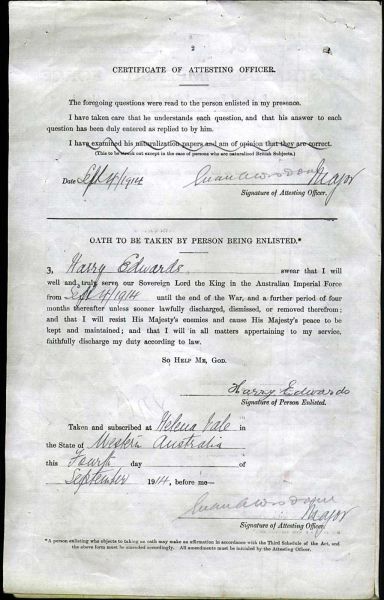 2
CERTIFICATE OF ATTESTING OFFICER.
The foregoing questions were read to the person enlisted in my presence.
I have taken care that he understands each question, and that his answer to each
question has been duly entered as replied to by him.
I have examined his naturalization papers and am of opinion that they are correct.
(This to be struck out except in the case of persons who are naturalized British Subjects.)
Date Sept 4/1914 Major
Signature of Attesting Officer.
OATH TO BE TAKEN BY PERSON BEING ENLISTED.*
I, Harry Edwards swear that I will
well and truly serve our Sovereign Lord the King in the Australian Imperial Force
from Sept 4/1914 until the end of the War, and a further period of four
months thereafter unless sooner lawfully discharged, dismissed, or removed therefrom;
and that I will resist His Majesty's enemies and cause His Majesty's peace to be
kept and maintained; and that I will in all matters appertaining to my service,
faithfully discharge my duty according to law.
SO HELP ME, GOD.
Harry Edwards
Signature of Person Enlisted.
Taken and subscribed at Helena Vale in
the State of Western Australia
this Fourth day of
September 1914, before me—
Major
Signature of Attesting Officer.
*A person enlisting who objects to taking an oath may make an affirmation in accordance with the Third Schedule of the Act, and
the above form must be amended accordingly. All amendments must be initialed by the Attesting Officer.